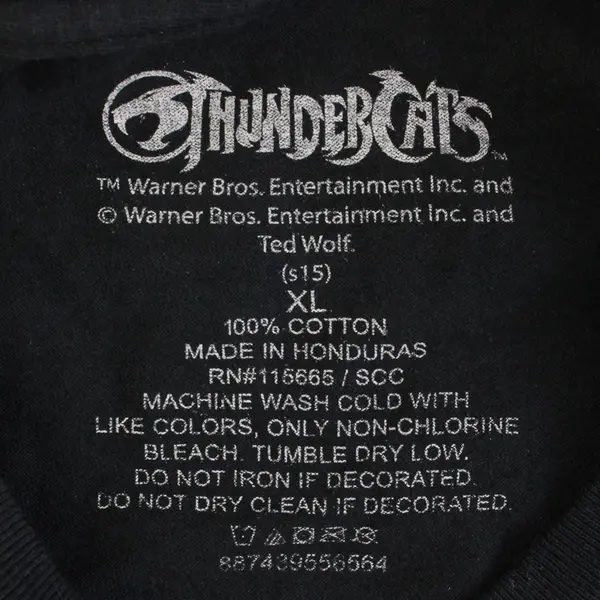 THUNDERCATS™
™ Warner Bros. Entertainment Inc. and
© Warner Bros. Entertainment Inc. and
Ted Wolf.
(s15)
XL
100% COTTON
MADE IN HONDURAS
RN#115665 / SCC
MACHINE WASH COLD WITH
LIKE COLORS, ONLY NON-CHLORINE
BLEACH. TUMBLE DRY LOW.
DO NOT IRON IF DECORATED.
DO NOT DRY CLEAN IF DECORATED.
887439556564